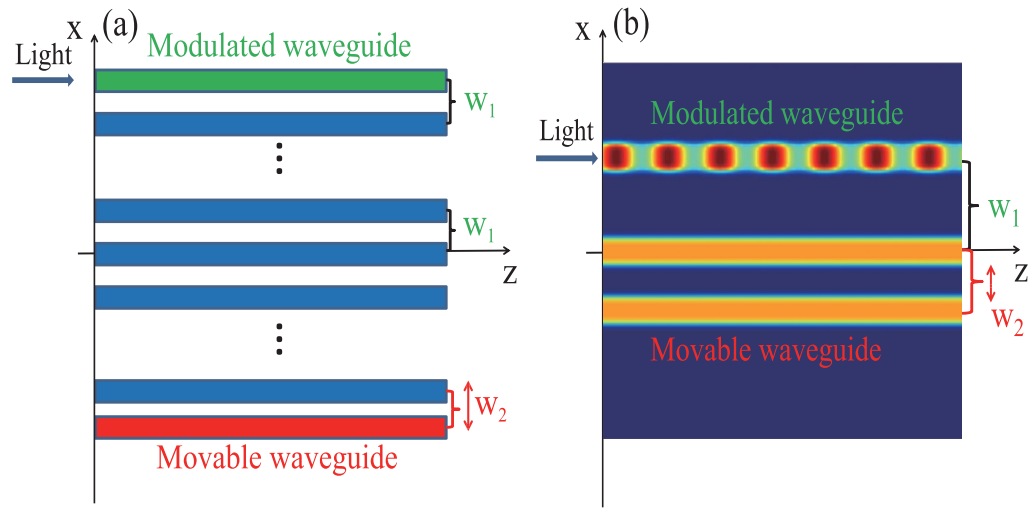 x (a)
Light
Modulated waveguide
w1
w1
z
w2
Movable waveguide
x (b)
Light
Modulated waveguide
w1
z
w2
Movable waveguide